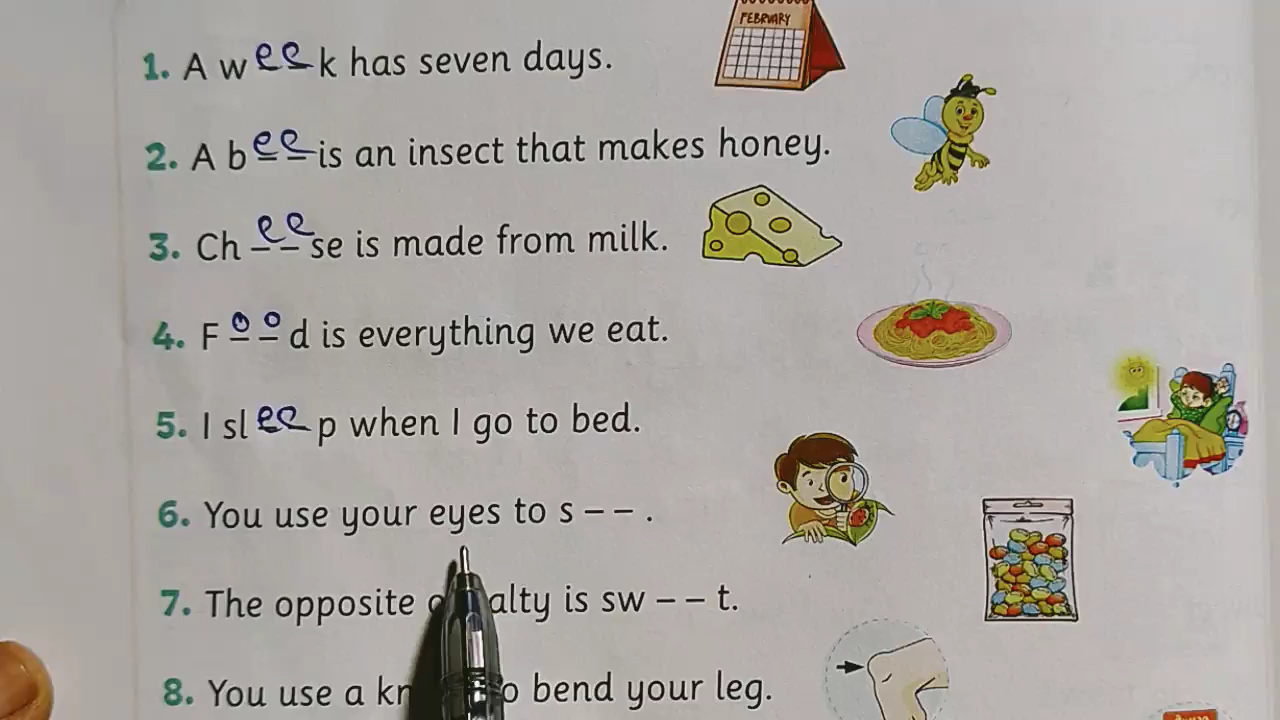 FEBRUARY
1. A week has seven days.
2. A bee is an insect that makes honey.
3. Cheese is made from milk.
4. Food is everything we eat.
5. I sleep when I go to bed.
6. You use your eyes to s _ _ .
7. The opposite alty is sw _ _ t.
8. You use a kn o bend your leg.